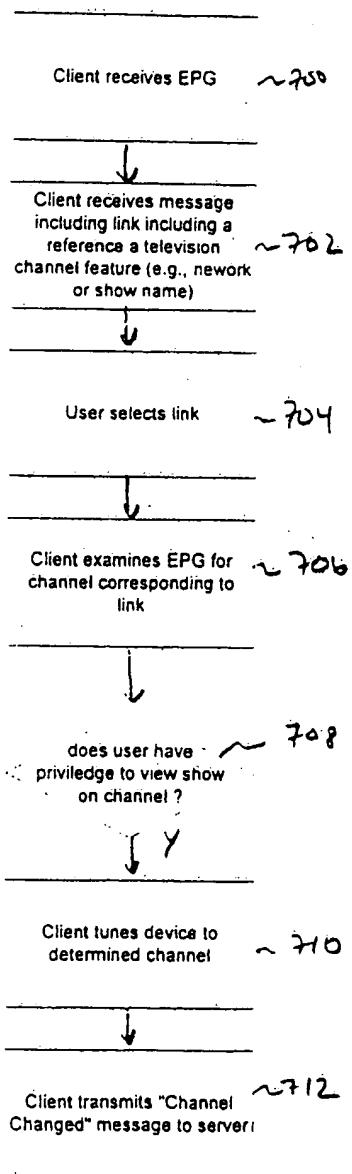 Client receives EPG ~700
Client receives message
including link including a
reference a television ~702
channel feature (e.g., nework
or show name)
User selects link ~704
Client examines EPG for ~706
channel corresponding to
link
708
does user have
priviledge to view show
on channel ?
Y
Client tunes device to
determined channel ~710
~712
Client transmits "Channel
Changed" message to server